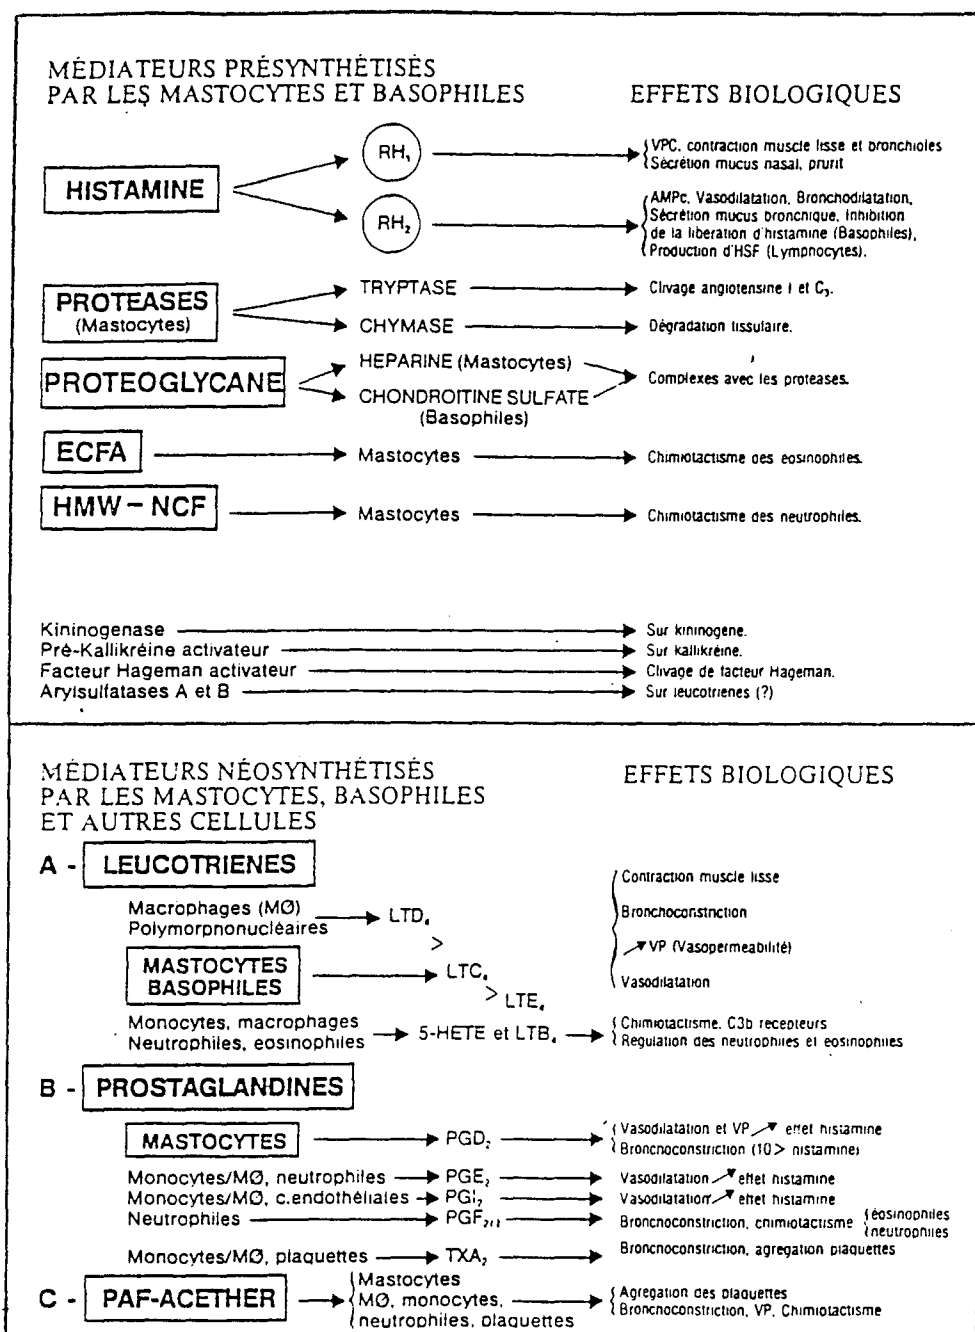 MÉDIATEURS PRÉSYNTHÉTISÉS
PAR LES MASTOCYTES ET BASOPHILES
EFFETS BIOLOGIQUES
HISTAMINE
RH₁
VPC, contraction muscle lisse et bronchioles
Sécrétion mucus nasal, prurit
RH₂
AMPc, Vasodilatation, Bronchodilatation,
Sécrétion mucus bronchique, Inhibition
de la libération d'histamine (Basophiles),
Production d'HSF (Lymphocytes).
PROTEASES
(Mastocytes)
TRYPTASE
Clivage angiotensine I et C₃.
CHYMASE
Dégradation tissulaire.
PROTEOGLYCANE
HEPARINE (Mastocytes)
CHONDROITINE SULFATE
(Basophiles)
Complexes avec les proteases.
ECFA
Mastocytes
Chimiotactisme des eosinophiles.
HMW – NCF
Mastocytes
Chimiotactisme des neutrophiles.
Kininogenase
Sur kininogène.
Pré-Kallikréine activateur
Sur kallikréine.
Facteur Hageman activateur
Clivage de facteur Hageman.
Arylsulfatases A et B
Sur leucotrienes (?)
MÉDIATEURS NÉOSYNTHÉTISÉS
PAR LES MASTOCYTES, BASOPHILES
ET AUTRES CELLULES
EFFETS BIOLOGIQUES
A - LEUCOTRIENES
Contraction muscle lisse
Macrophages (MØ)
Polymorphonucléaires
LTD₄
Bronchoconstriction
>
VP (Vasopermeabilité)
MASTOCYTES
BASOPHILES
LTC₄
Vasodilatation
> LTE₄
Monocytes, macrophages
Neutrophiles, eosinophiles
5-HETE et LTB₄
Chimiotactisme, C3b recepteurs
Regulation des neutrophiles et eosinophiles
B - PROSTAGLANDINES
MASTOCYTES
PGD₂
Vasodilatation et VP effet histamine
Bronchoconstriction (10 > histamine)
Monocytes/MØ, neutrophiles
PGE₂
Vasodilatation effet histamine
Monocytes/MØ, c.endothéliales
PGI₂
Vasodilatation effet histamine
Neutrophiles
PGF
Bronchoconstriction, chimiotactisme
éosinophiles
neutrophiles
Monocytes/MØ, plaquettes
TXA₂
Bronchoconstriction, agregation plaquettes
C - PAF-ACETHER
Mastocytes
MØ, monocytes,
neutrophiles, plaquettes
Agregation des plaquettes
Bronchoconstriction, VP, Chimiotactisme